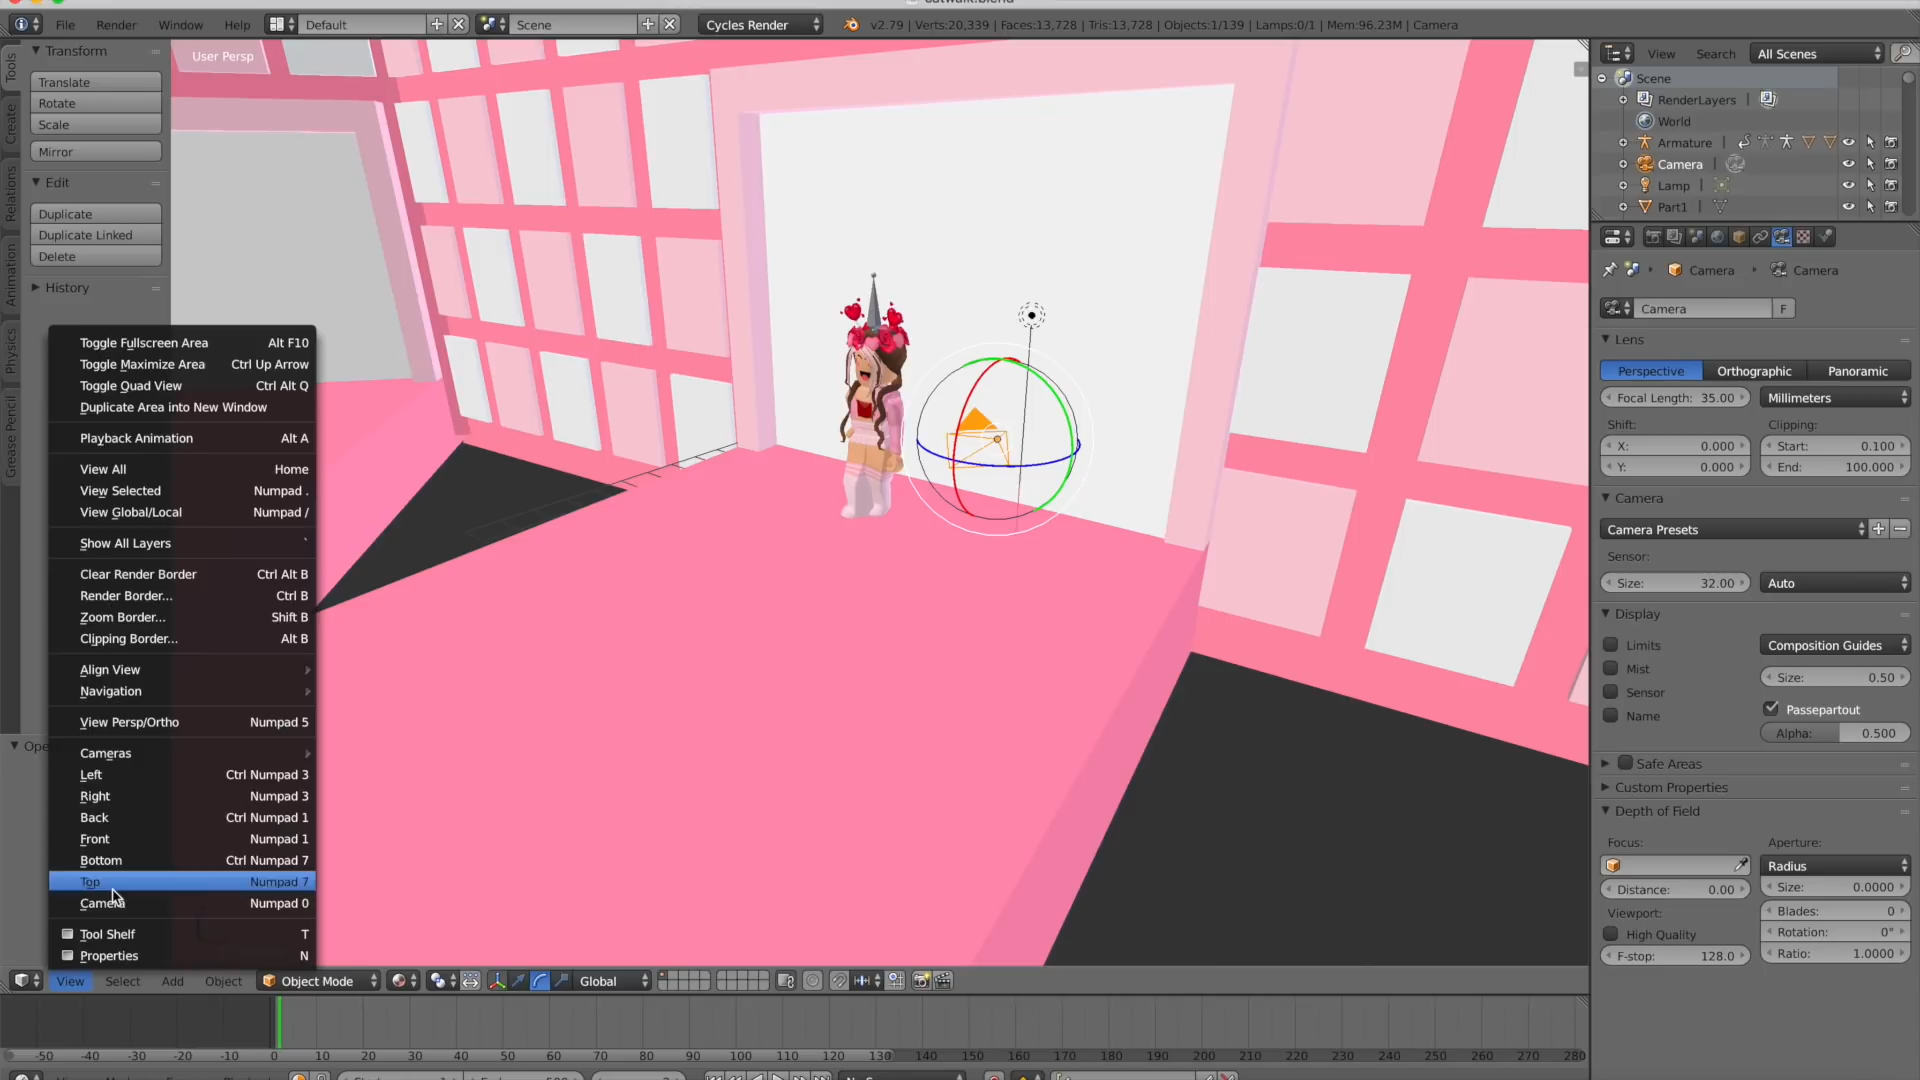 catwalk.blend
File Render Window Help Default Scene Cycles Render v2.79 | Verts:20,339 | Faces:13,728 | Tris:13,728 | Objects:1/139 | Lamps:0/1 | Mem:96.23M | Camera
Tools
Create
Relations
Animation
Physics
Grease Pencil
Transform
Translate
Rotate
Scale
Mirror
Edit
Duplicate
Duplicate Linked
Delete
History
User Persp
Toggle Fullscreen Area Alt F10
Toggle Maximize Area Ctrl Up Arrow
Toggle Quad View Ctrl Alt Q
Duplicate Area into New Window
Playback Animation Alt A
View All Home
View Selected Numpad .
View Global/Local Numpad /
Show All Layers `
Clear Render Border Ctrl Alt B
Render Border... Ctrl B
Zoom Border... Shift B
Clipping Border... Alt B
Align View
Navigation
View Persp/Ortho Numpad 5
Cameras
Left Ctrl Numpad 3
Right Numpad 3
Back Ctrl Numpad 1
Front Numpad 1
Bottom Ctrl Numpad 7
Top Numpad 7
Camera Numpad 0
Tool Shelf T
Properties N
View Select Add Object Object Mode Global
-50 -40 -30 -20 -10 0 10 20 30 40 50 60 70 80 90 100 110 120 130 140 150 160 170 180 190 200 210 220 230 240 250 260 270 280
View Search All Scenes
Scene
RenderLayers |
World
Armature |
Camera |
Lamp |
Part1 |
Camera Camera
Camera F
Lens
Perspective Orthographic Panoramic
Focal Length: 35.00 Millimeters
Shift: Clipping:
X: 0.000 Start: 0.100
Y: 0.000 End: 100.000
Camera
Camera Presets
Sensor:
Size: 32.00 Auto
Display
Limits Composition Guides
Mist Size: 0.50
Sensor
Name Passepartout
Alpha: 0.500
Safe Areas
Custom Properties
Depth of Field
Focus: Aperture:
Radius
Distance: 0.00 Size: 0.0000
Viewport: Blades: 0
High Quality Rotation: 0°
F-stop: 128.0 Ratio: 1.0000